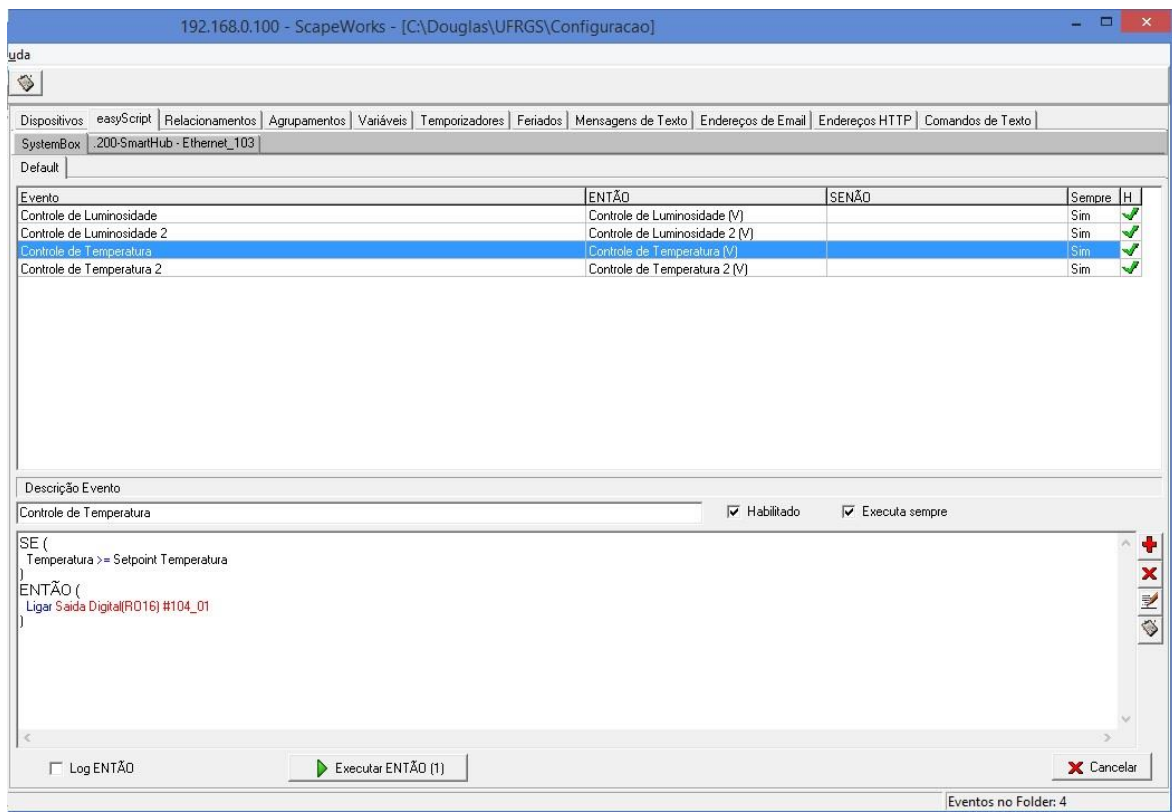 192.168.0.100 - ScapeWorks - [C:\Douglas\UFRGS\Configuracao]
uda
Dispositivos easyScript Relacionamentos Agrupamentos Variáveis Temporizadores Feriados Mensagens de Texto Endereços de Email Endereços HTTP Comandos de Texto
SystemBox .200-SmartHub - Ethernet_103
Default
Evento ENTÃO SENÃO Sempre H
Controle de Luminosidade Controle de Luminosidade (V) Sim
Controle de Luminosidade 2 Controle de Luminosidade 2 (V) Sim
Controle de Temperatura Controle de Temperatura (V) Sim
Controle de Temperatura 2 Controle de Temperatura 2 (V) Sim
Descrição Evento
Controle de Temperatura Habilitado Executa sempre
SE (
Temperatura >= Setpoint Temperatura
)
ENTÃO (
Ligar Saida Digital(RO16) #104_01
)
Log ENTÃO Executar ENTÃO (1) Cancelar
Eventos no Folder: 4